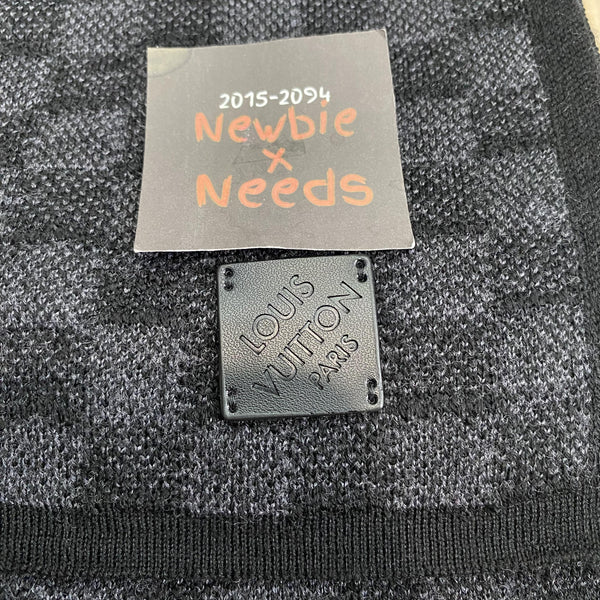 2015-2094
Newbie
x
Needs
LOUIS
VUITTON
PARIS